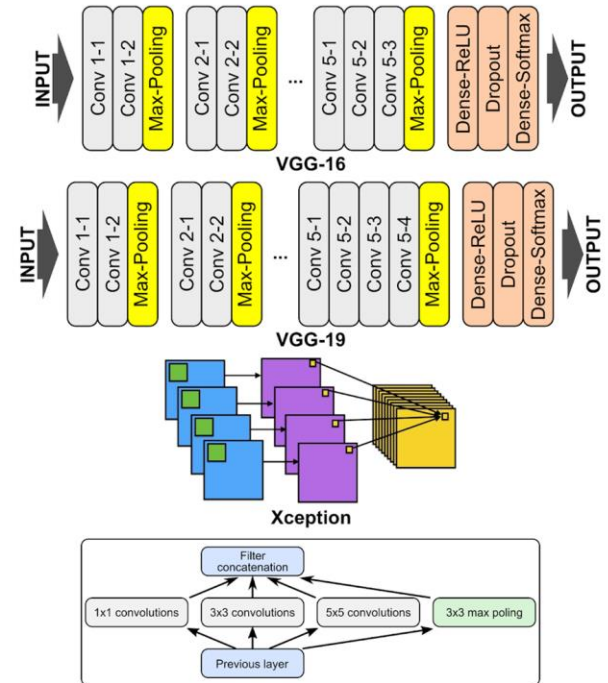 INPUT
Conv 1-1
Conv 1-2
Max-Pooling
Conv 2-1
Conv 2-2
Max-Pooling
...
Conv 5-1
Conv 5-2
Conv 5-3
Max-Pooling
Dense-ReLU
Dropout
Dense-Softmax
OUTPUT
VGG-16
INPUT
Conv 1-1
Conv 1-2
Max-Pooling
Conv 2-1
Conv 2-2
Max-Pooling
...
Conv 5-1
Conv 5-2
Conv 5-3
Conv 5-4
Max-Pooling
Dense-ReLU
Dropout
Dense-Softmax
OUTPUT
VGG-19
Xception
Filter
concatenation
1x1 convolutions
3x3 convolutions
5x5 convolutions
3x3 max poling
Previous layer